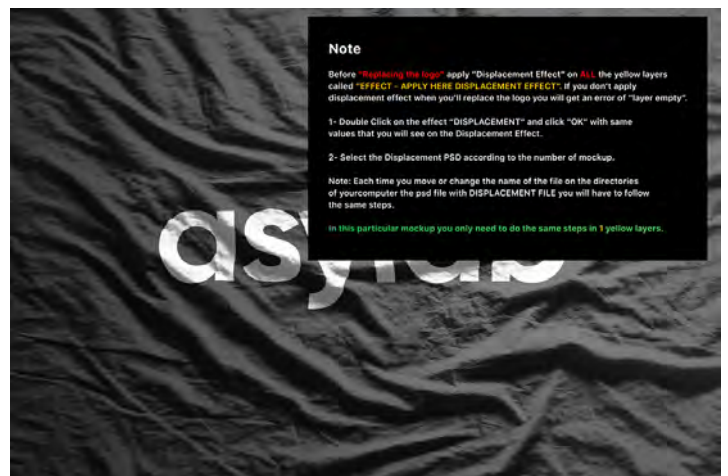 Note
Before "Replacing the logo" apply "Displacement Effect" on ALL the yellow layers
called "EFFECT - APPLY HERE DISPLACEMENT EFFECT". If you don't apply
displacement effect when you'll replace the logo you will get an error of "layer empty".
1- Double Click on the effect "DISPLACEMENT" and click "OK" with same
values that you will see on the Displacement Effect.
2- Select the Displacement PSD according to the number of mockup.
Note: Each time you move or change the name of the file on the directories
of yourcomputer the psd file with DISPLACEMENT FILE you will have to follow
the same steps.
In this particular mockup you only need to do the same steps in 1 yellow layers.
asylab